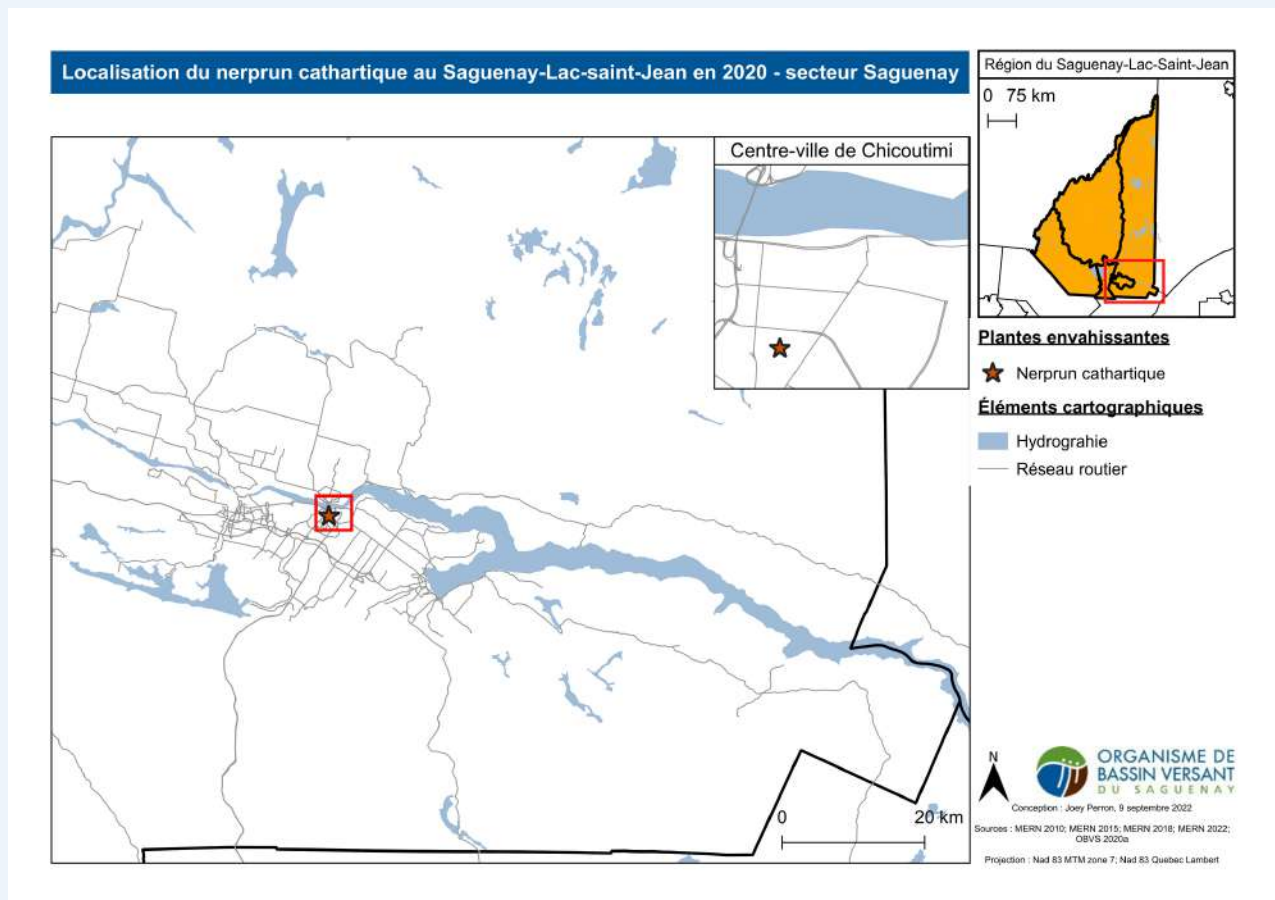 Localisation du nerprun cathartique au Saguenay-Lac-saint-Jean en 2020 - secteur Saguenay
Région du Saguenay-Lac-Saint-Jean
0 75 km
Centre-ville de Chicoutimi
Plantes envahissantes
Nerprun cathartique
Éléments cartographiques
Hydrograhie
Réseau routier
0 20 km
N
ORGANISME DE
BASSIN VERSANT
DU SAGUENAY
Conception : Joey Perron, 9 septembre 2022
Sources : MERN 2010; MERN 2015; MERN 2018; MERN 2022;
OBVS 2020a
Projection : Nad 83 MTM zone 7; Nad 83 Quebec Lambert